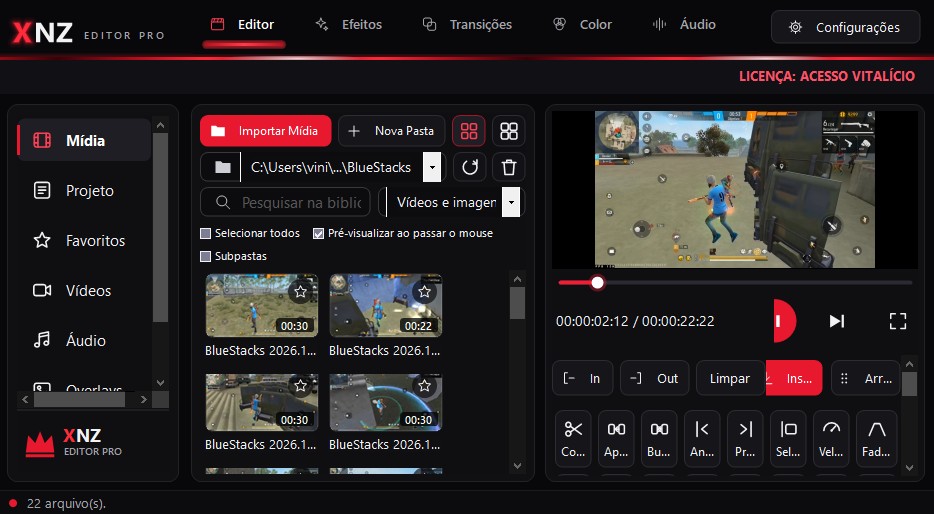 XNZ EDITOR PRO
Editor
Efeitos
Transições
Color
Áudio
Configurações
LICENÇA: ACESSO VITALÍCIO
Mídia
Projeto
Favoritos
Vídeos
Áudio
Overlays
XNZ
EDITOR PRO
Importar Mídia
Nova Pasta
C:\Users\vini\...\BlueStacks
Pesquisar na biblic
Vídeos e imagen
Selecionar todos
Pré-visualizar ao passar o mouse
Subpastas
00:30
00:22
BlueStacks 2026.1...
BlueStacks 2026.1...
00:30
00:30
BlueStacks 2026.1...
BlueStacks 2026.1...
00:00:02:12 / 00:00:22:22
In
Out
Limpar
Ins...
Arr...
Co...
Ap...
Bu...
An...
Pr...
Sel...
Vel...
Fad...
22 arquivo(s).